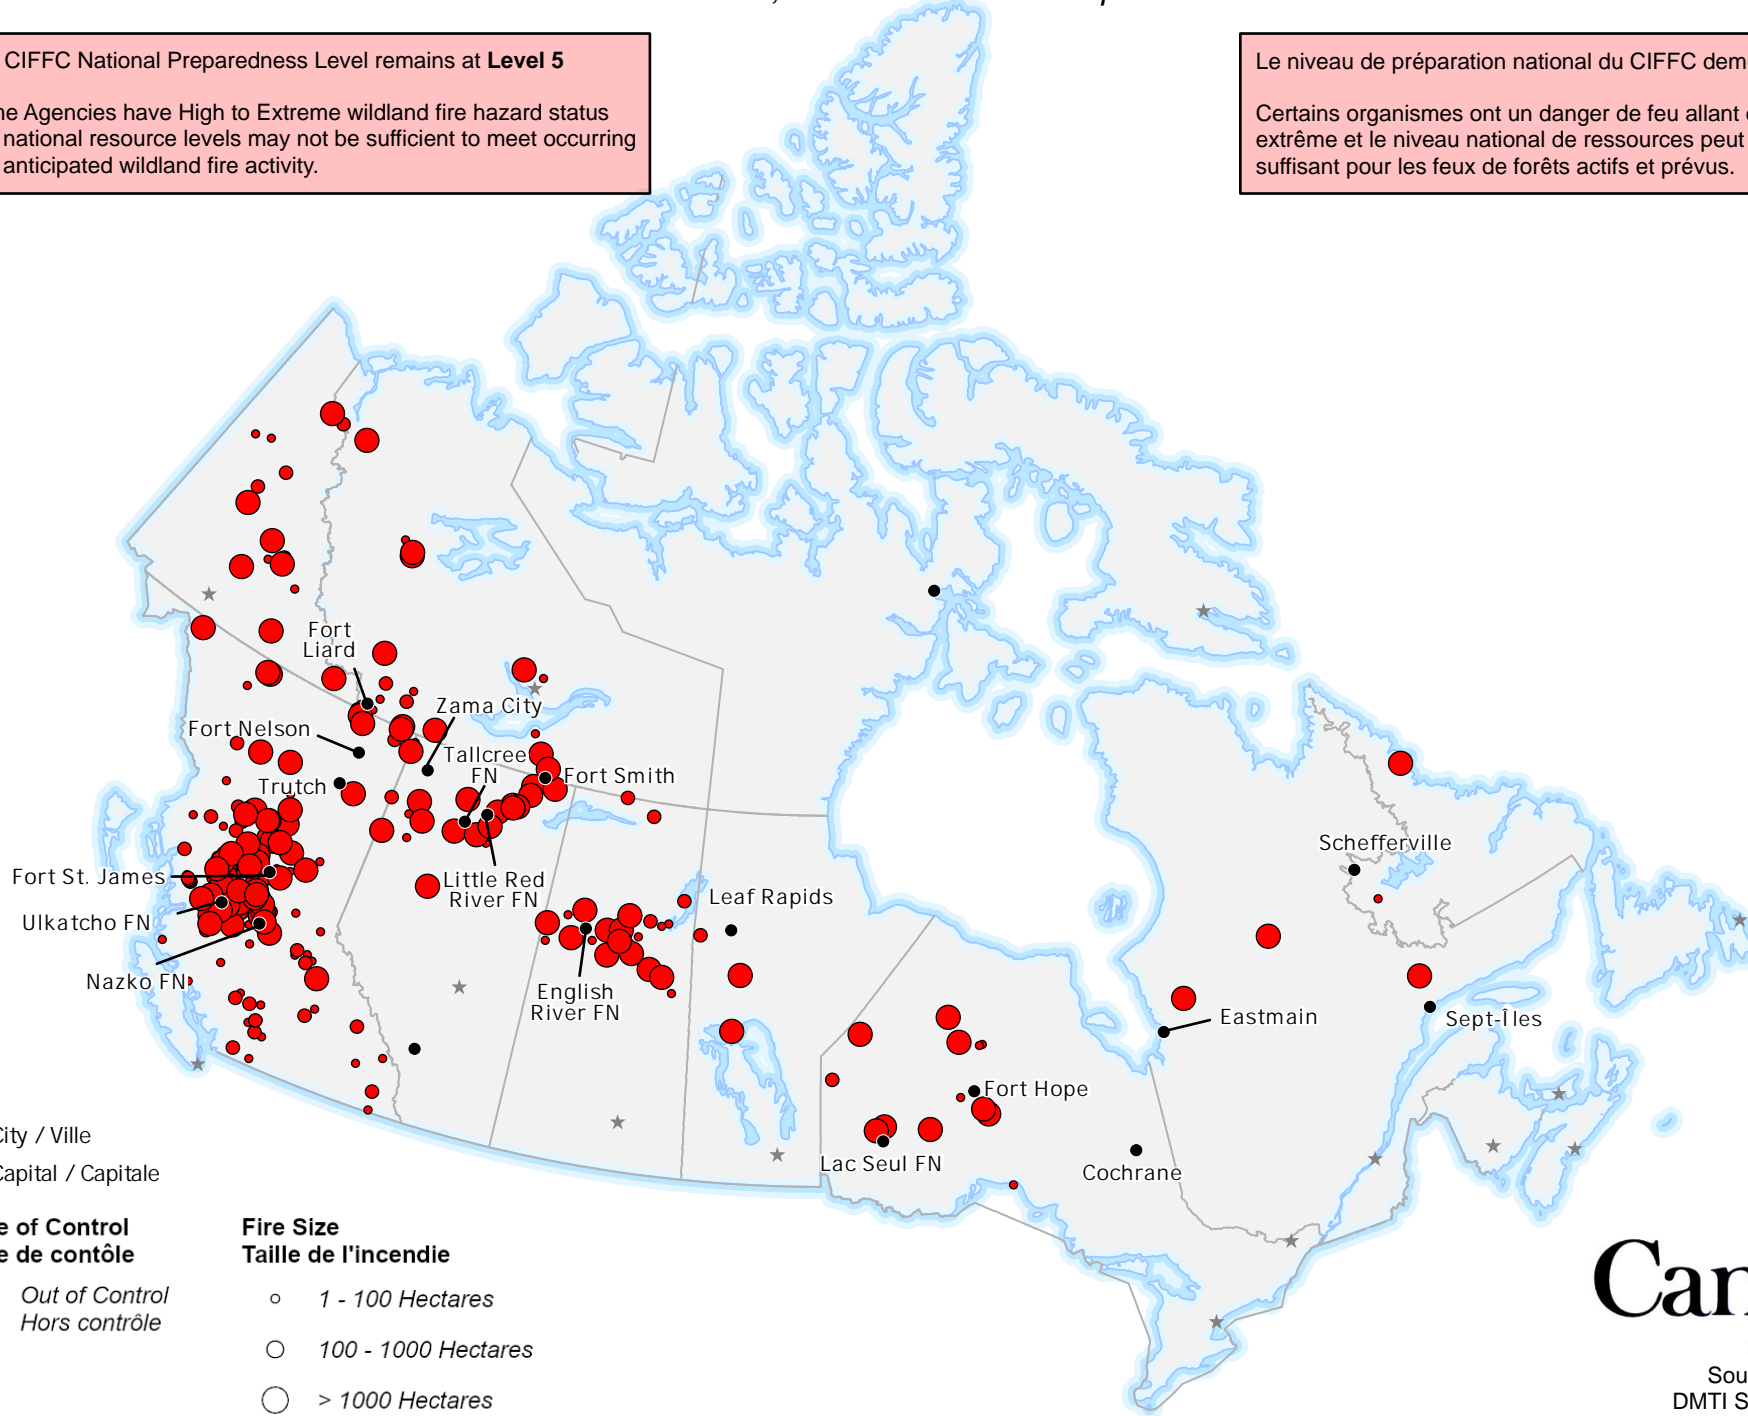 CIFFC National Preparedness Level remains at Level 5
Agencies have High to Extreme wildland fire hazard status
national resource levels may not be sufficient to meet occurring
anticipated wildland fire activity.
Le niveau de préparation national du CIFFC
Certains organismes ont un danger de feu allant
extrême et le niveau national de ressources peut
suffisant pour les feux de forêts actifs et prévus.
Fort
Liard
Zama City
Fort Nelson
Tallcree
FN
Fort Smith
Trutch
Schefferville
Fort St. James
Little Red
River FN
Leaf Rapids
Ulkatcho FN
Nazko FN
English
River FN
Eastmain
Sept-Îles
Fort Hope
Lac Seul FN
Cochrane
City / Ville
Capital / Capitale
of Control
de contôle
Out of Control
Hors contrôle
Fire Size
Taille de l'incendie
1 - 100 Hectares
100 - 1000 Hectares
> 1000 Hectares
Can
Sou
DMTI S